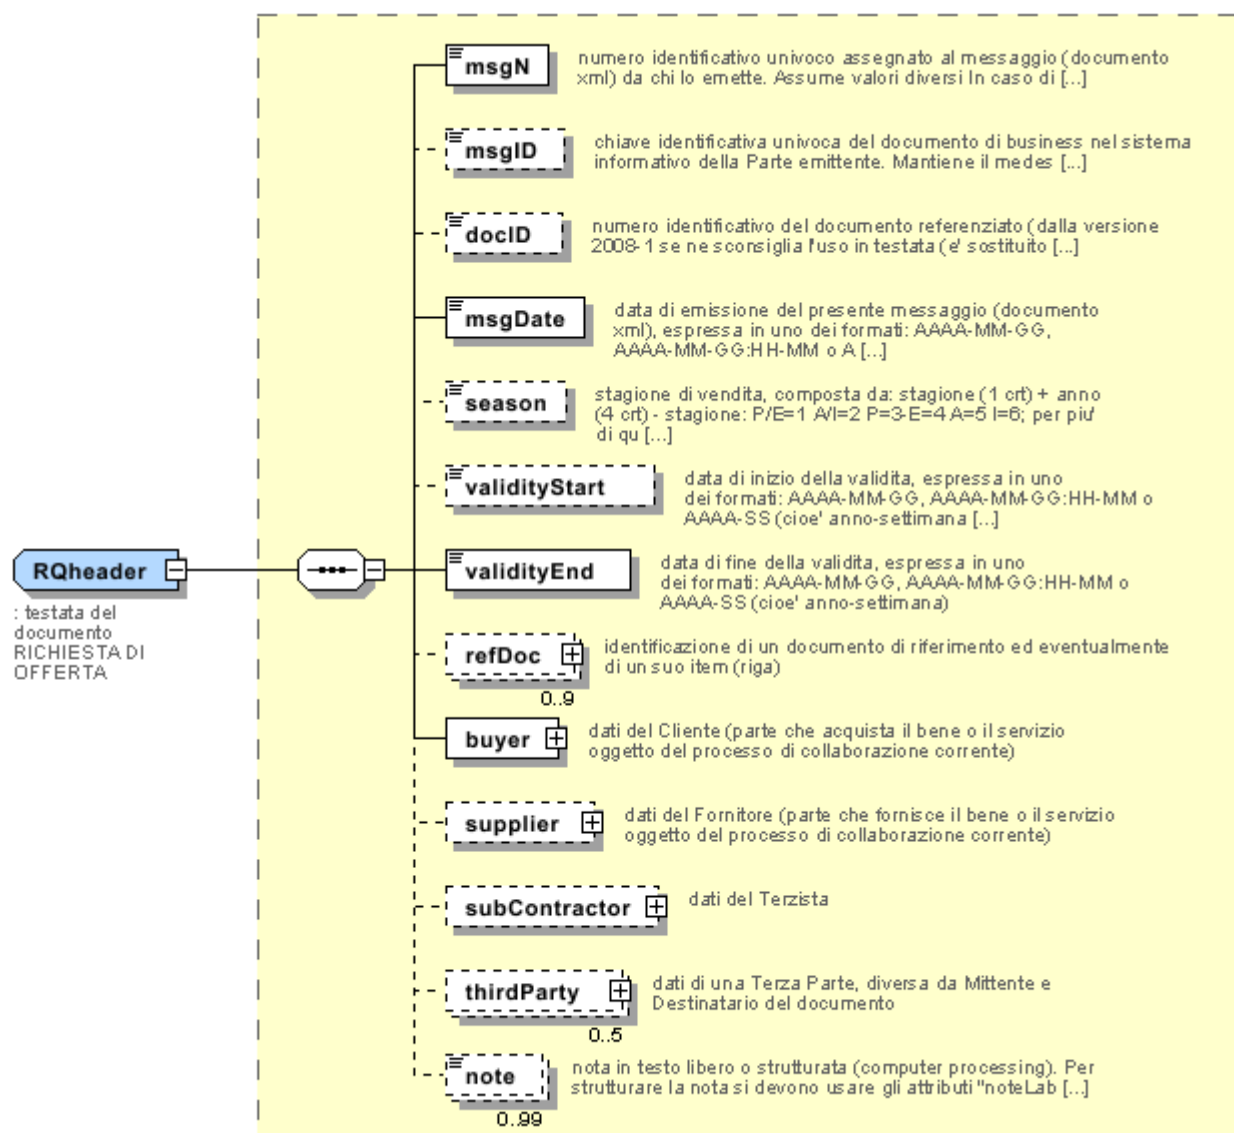 msgN
numero identificativo univoco assegnato al messaggio (documento
xml) da chi lo emette. Assume valori diversi In caso di [...]
msgID
chiave identificativa univoca del documento di business nel sistema
informativo della Parte emittente. Mantiene il medes [...]
docID
numero identificativo del documento referenziato (dalla versione
2008-1 se ne sconsiglia l'uso in testata (e' sostituito [...]
msgDate
data di emissione del presente messaggio (documento
xml), espressa in uno dei formati: AAAA-MM-GG,
AAAA-MM-GG:HH-MM o A [...]
season
stagione di vendita, composta da: stagione (1 crt) + anno
(4 crt) - stagione: P/E=1 A/I=2 P=3-E=4 A=5 I=6; per piu'
di qu [...]
validityStart
data di inizio della validita, espressa in uno
dei formati: AAAA-MM-GG, AAAA-MM-GG:HH-MM o
AAAA-SS (cioe' anno-settimana [...]
RQheader
: testata del
documento
RICHIESTA DI
OFFERTA
validityEnd
data di fine della validita, espressa in uno
dei formati: AAAA-MM-GG, AAAA-MM-GG:HH-MM o
AAAA-SS (cioe' anno-settimana)
refDoc
0..9
identificazione di un documento di riferimento ed eventualmente
di un suo item (riga)
buyer
dati del Cliente (parte che acquista il bene o il servizio
oggetto del processo di collaborazione corrente)
supplier
dati del Fornitore (parte che fornisce il bene o il servizio
oggetto del processo di collaborazione corrente)
subContractor
dati del Terzista
thirdParty
0..5
dati di una Terza Parte, diversa da Mittente e
Destinatario del documento
note
0..99
nota in testo libero o strutturata (computer processing). Per
strutturare la nota si devono usare gli attributi "noteLab [...]